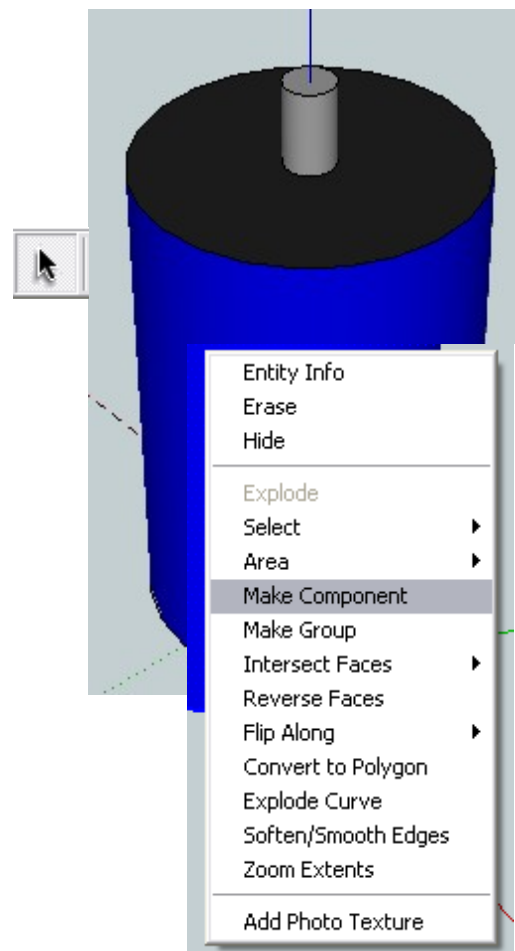 Entity Info
Erase
Hide
Explode
Select
Area
Make Component
Make Group
Intersect Faces
Reverse Faces
Flip Along
Convert to Polygon
Explode Curve
Soften/Smooth Edges
Zoom Extents
Add Photo Texture